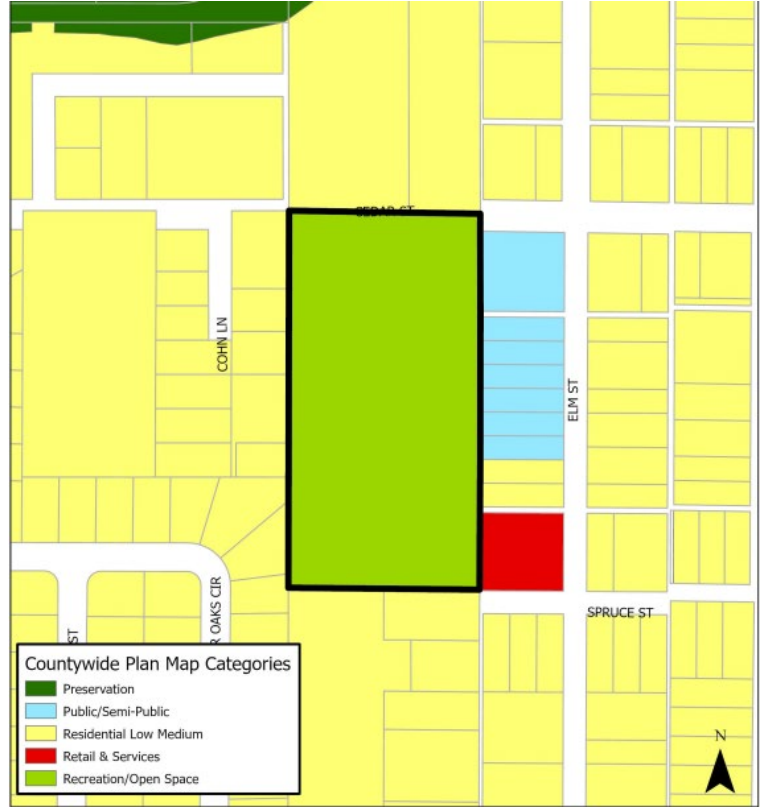 CEDAR ST
COHN LN
ELM ST
SPRUCE ST
R OAKS CIR
ST
Countywide Plan Map Categories
Preservation
Public/Semi-Public
Residential Low Medium
Retail & Services
Recreation/Open Space
N